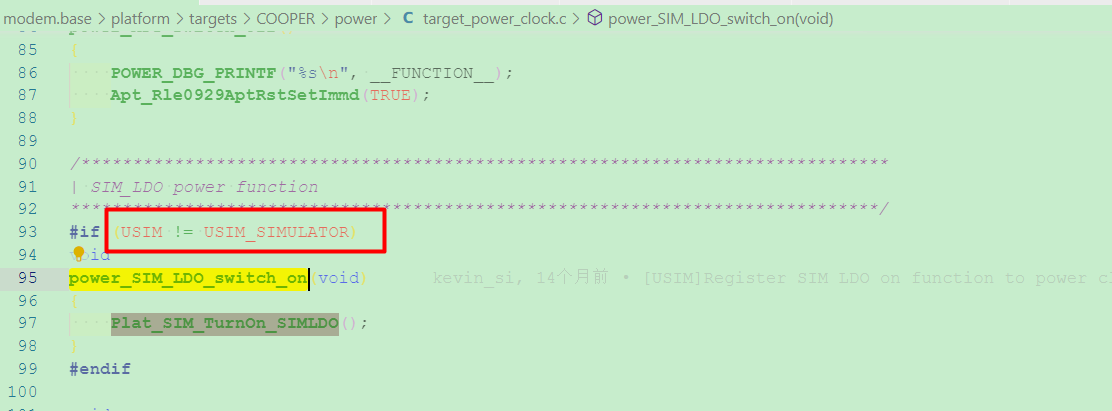 modem.base > platform > targets > COOPER > power > C target_power_clock.c > power_SIM_LDO_switch_on(void)
85 {
86 ····POWER_DBG_PRINTF("%s\n", __FUNCTION__);
87 ····Apt_Rle0929AptRstSetImmd(TRUE);
88 }
89
90 /******************************************************************************
91 | SIM_LDO power function
92 ******************************************************************************/
93 #if (USIM != USIM_SIMULATOR)
94 void
95 power_SIM_LDO_switch_on(void) kevin_si, 14个月前 • [USIM]Register SIM LDO on function to power
96 {
97 ····Plat_SIM_TurnOn_SIMLDO();
98 }
99 #endif
100